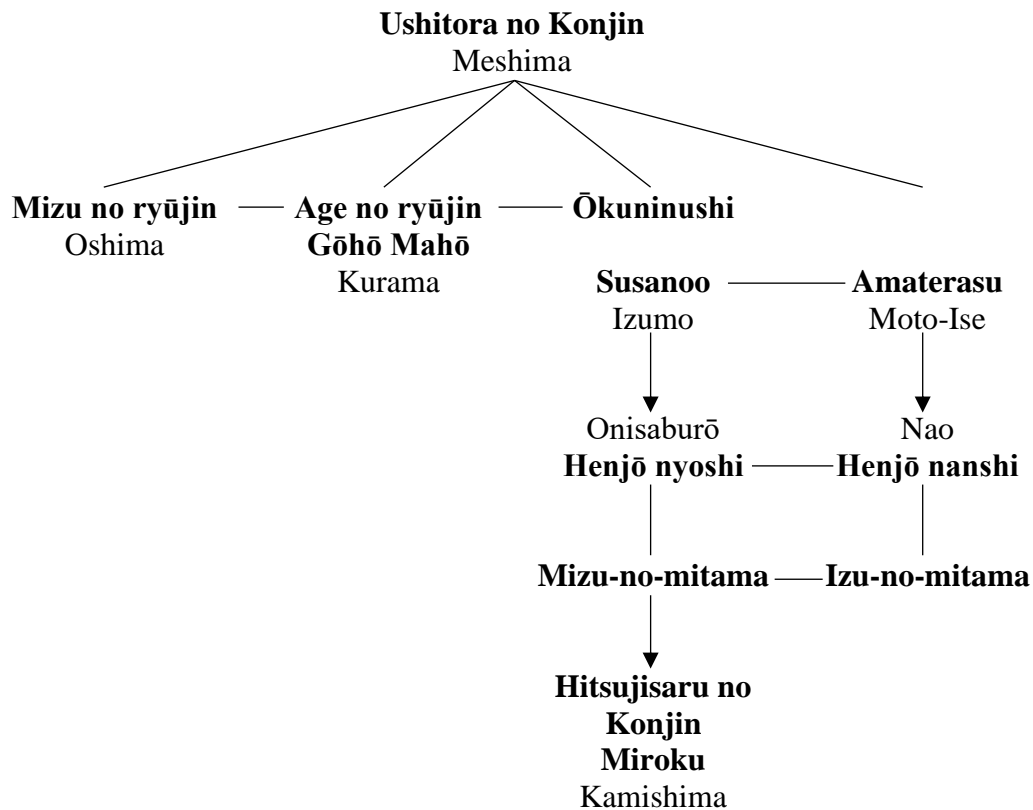 Ushitora no Konjin
Meshima
Mizu no ryūjin
Oshima
Age no ryūjin
Gōhō Mahō
Kurama
Ōkuninushi
Susanoo
Izumo
Amaterasu
Moto-Ise
Onisaburō
Henjō nyoshi
Nao
Henjō nanshi
Mizu-no-mitama
Izu-no-mitama
Hitsujisaru no
Konjin
Miroku
Kamishima